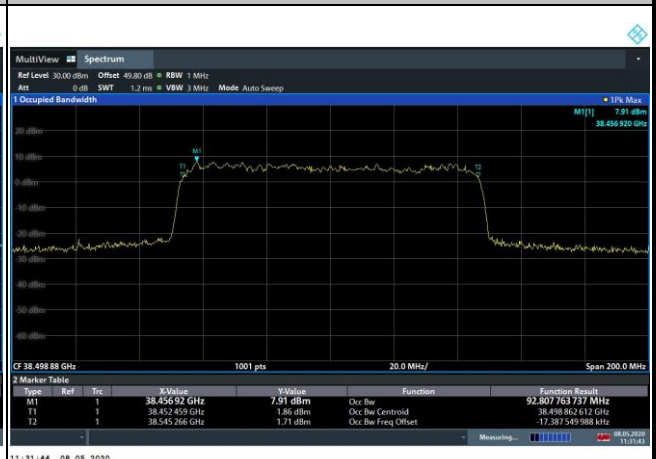 MultiView Spectrum
Ref Level 30.00 dBm Offset 49.80 dB RBW 1 MHz
Att 0 dB SWT 1.2 ms VBW 3 MHz Mode Auto Sweep
1 Occupied Bandwidth 1Pk Max
M1[1] 7.91 dBm
38.456 920 GHz
20 dBm
M1
10 dBm
T1 T2
0 dBm
-10 dBm
-20 dBm
-30 dBm
-40 dBm
-50 dBm
-60 dBm
CF 38.498 88 GHz 1001 pts 20.0 MHz/ Span 200.0 MHz
2 Marker Table
Type Ref Trc X-Value Y-Value Function Function Result
M1 1 38.456 92 GHz 7.91 dBm Occ Bw 92.807 763 737 MHz
T1 1 38.452 459 GHz 1.86 dBm Occ Bw Centroid 38.498 862 612 GHz
T2 1 38.545 266 GHz 1.71 dBm Occ Bw Freq Offset -17.387 549 988 kHz
Measuring... 08.05.2020
11:31:43
11:31:44 08.05.2020